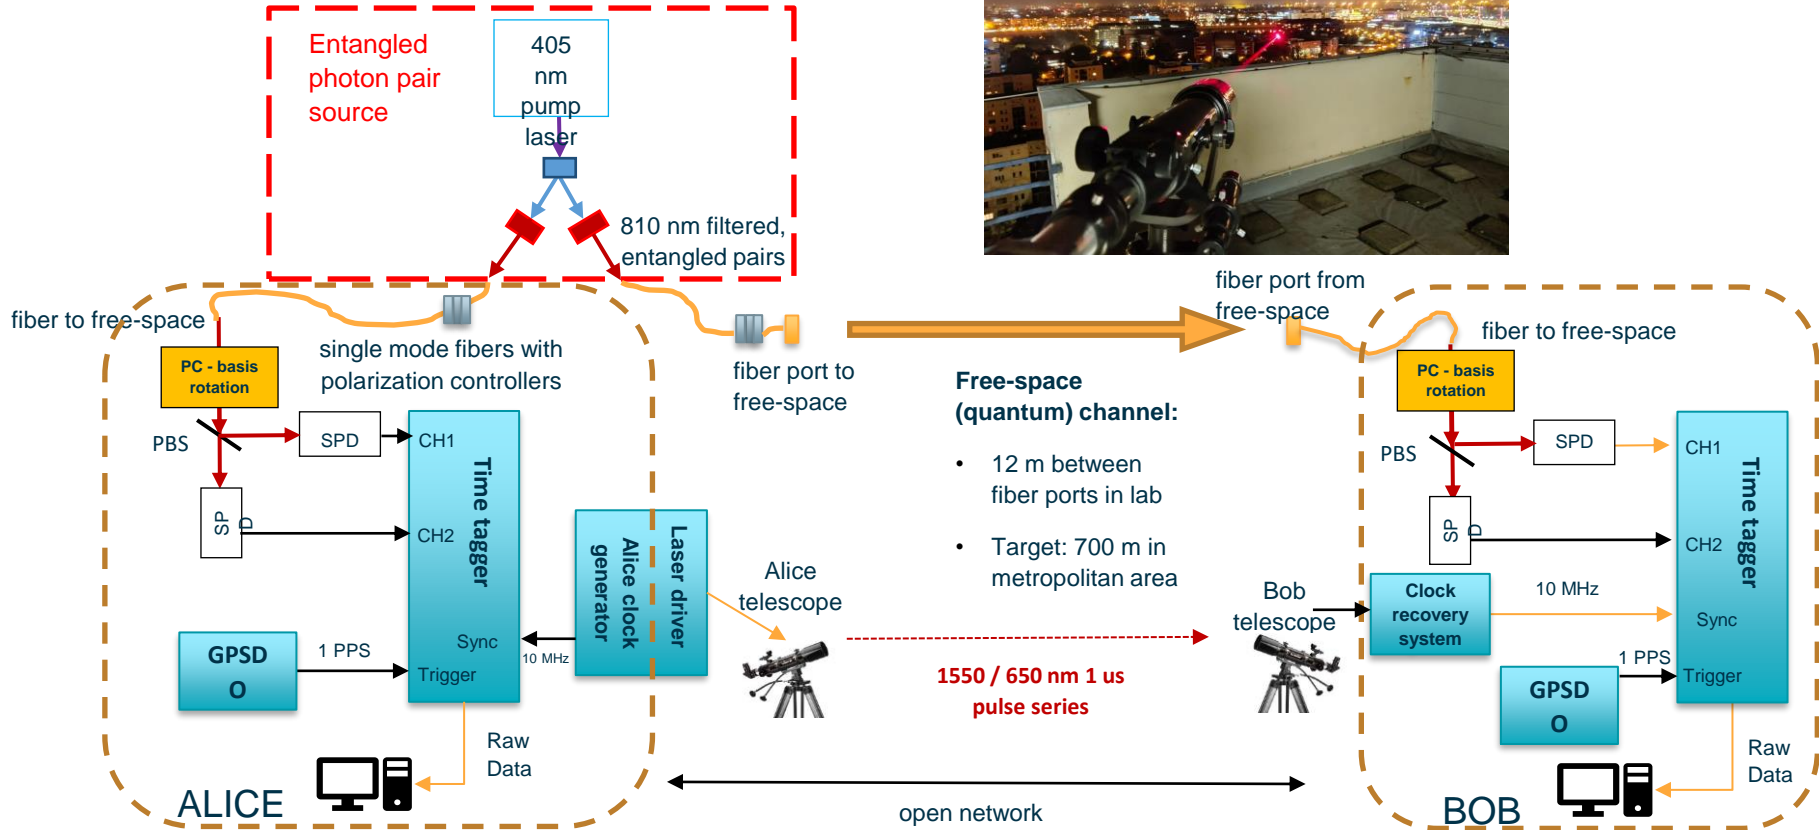 Entangled
photon pair
source
405
nm
pump
laser
810 nm filtered,
entangled pairs
fiber to free-space
single mode fibers with
polarization controllers
PC - basis
rotation
PBS
SPD
SP
D
CH1
CH2
Time tagger
Sync
Trigger
10 MHz
Alice clock
generator
Laser driver
GPSD
O
1 PPS
Raw
Data
ALICE
fiber port to
free-space
Free-space
(quantum) channel:
• 12 m between
fiber ports in lab
• Target: 700 m in
metropolitan area
Alice
telescope
1550 / 650 nm 1 us
pulse series
Bob
telescope
open network
fiber port from
free-space
fiber to free-space
PC - basis
rotation
PBS
SPD
SP
D
CH1
CH2
Time tagger
Clock
recovery
system
10 MHz
Sync
1 PPS
Trigger
GPSD
O
Raw
Data
BOB